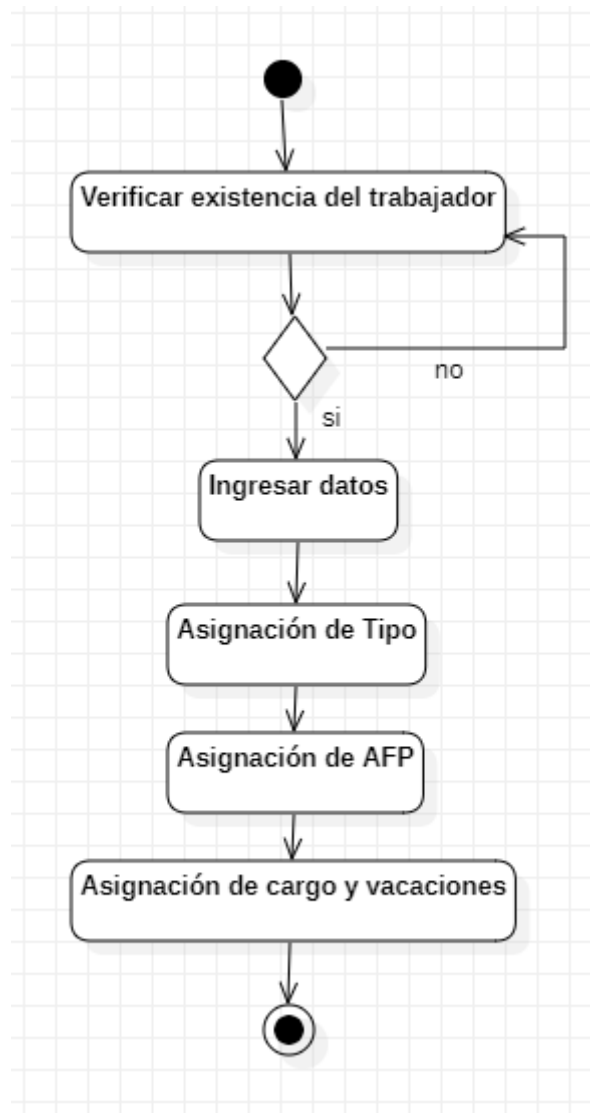 Verificar existencia del trabajador
no
si
Ingresar datos
Asignación de Tipo
Asignación de AFP
Asignación de cargo y vacaciones